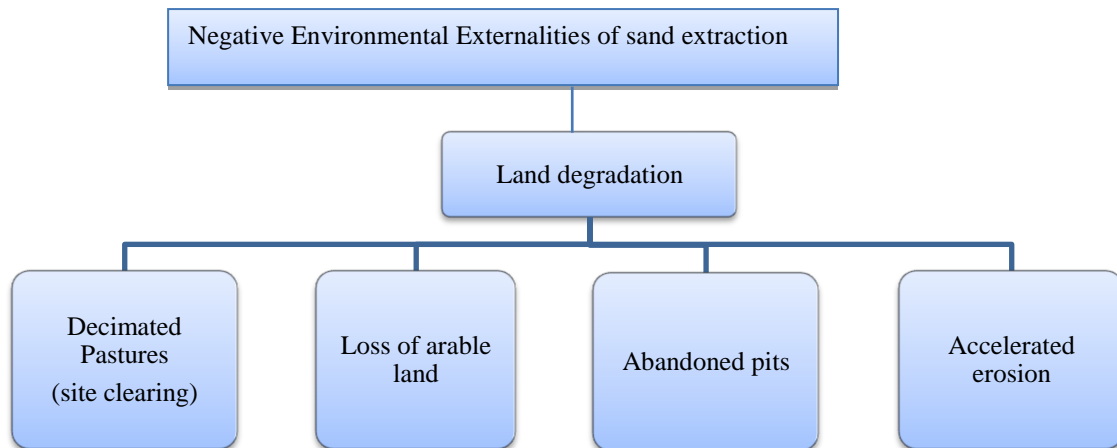 Negative Environmental Externalities of sand extraction
Land degradation
Decimated
Pastures
(site clearing)
Loss of arable
land
Abandoned pits
Accelerated
erosion